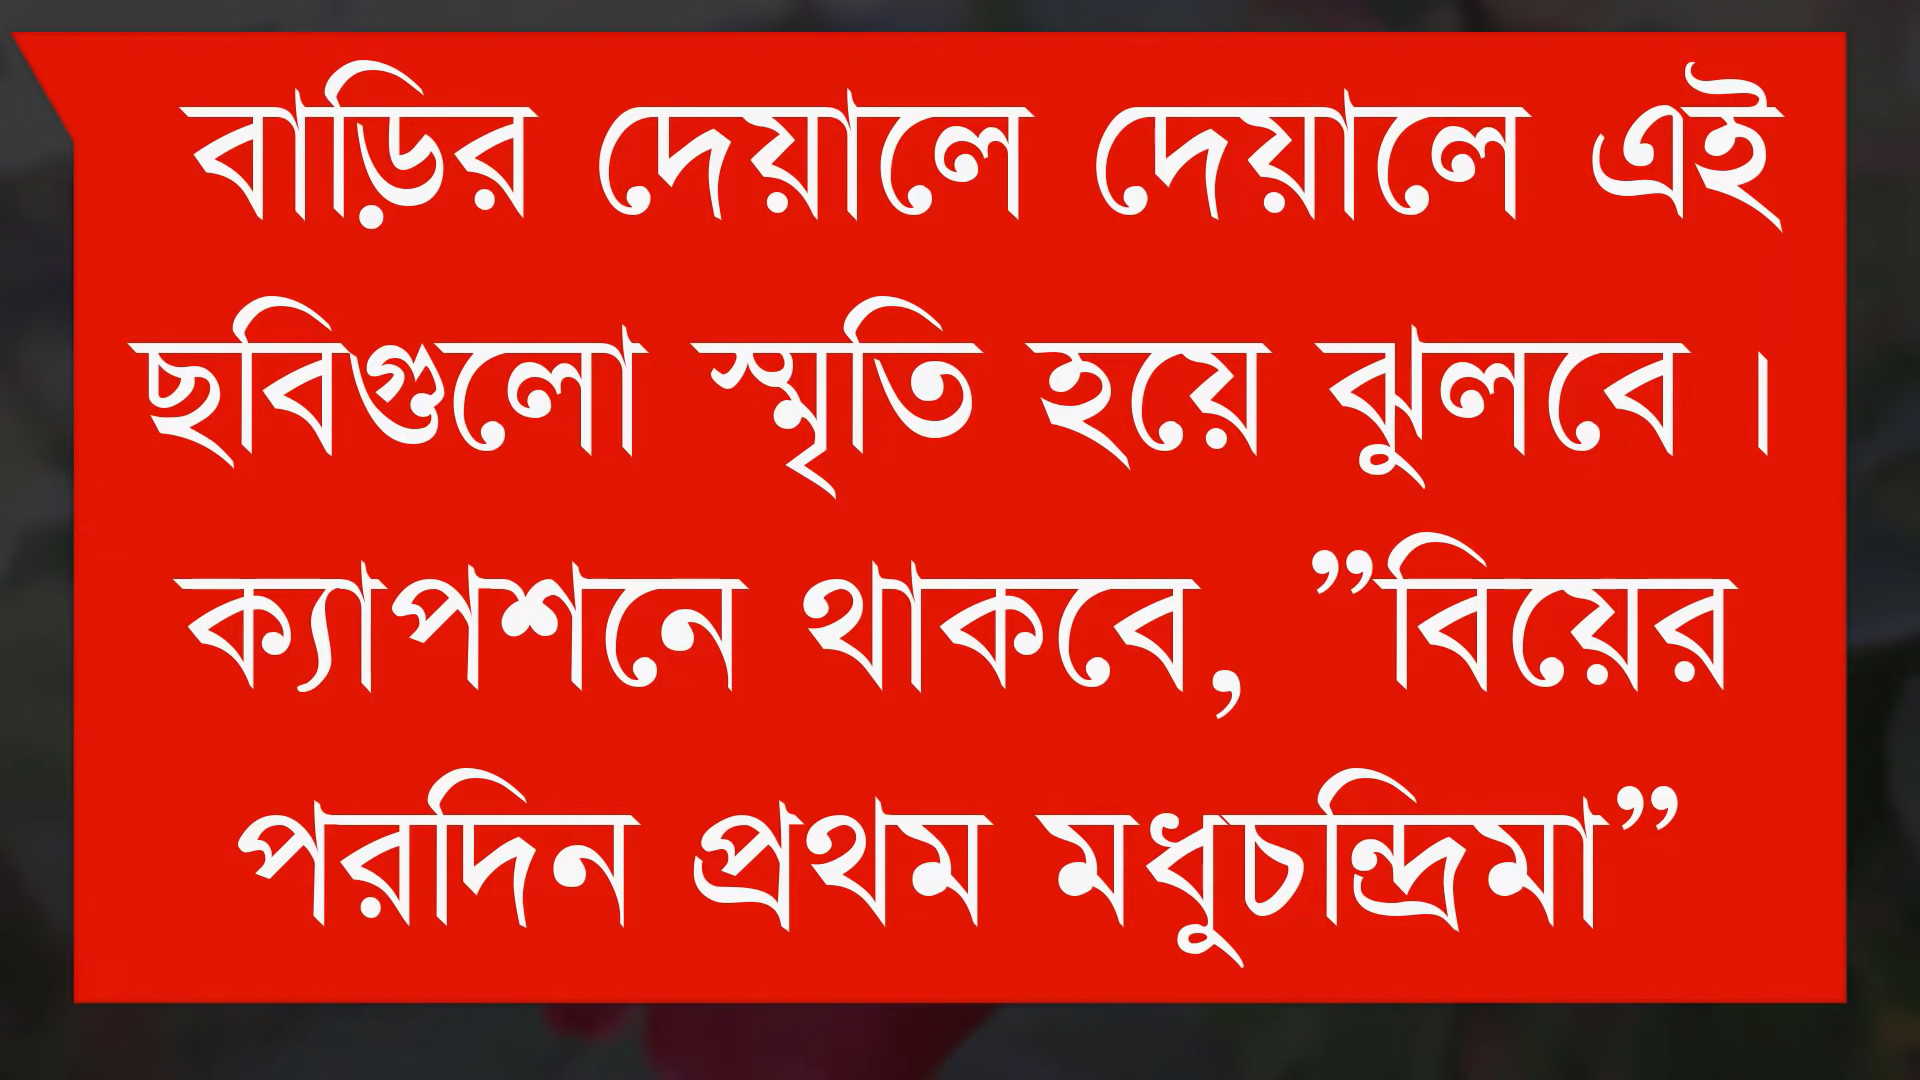 বাড়ির দেয়ালে দেয়ালে এই
ছবিগুলো স্মৃতি হয়ে ঝুলবে ।
ক্যাপশনে থাকবে, ”বিয়ের
পরদিন প্রথম মধুচন্দ্রিমা”